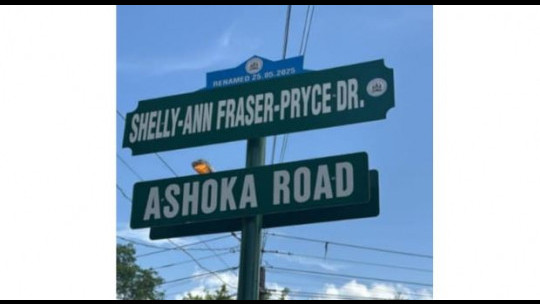 RENAMED 25.05.2025
SHELLY-ANN FRASER-PRYCE DR.
ASHOKA ROAD